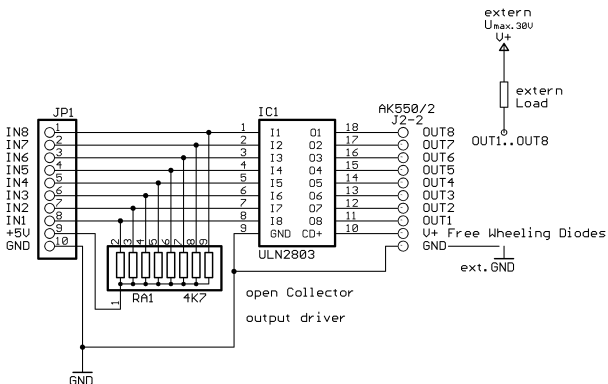 extern
Umax.30V
V+
extern
Load
OUT1..OUT8
JP1
IN8 1
IN7 2
IN6 3
IN5 4
IN4 5
IN3 6
IN2 7
IN1 8
+5V 9
GND 10
IC1
1 I1 O1 18
2 I2 O2 17
3 I3 O3 16
4 I4 O4 15
5 I5 O5 14
6 I6 O6 13
7 I7 O7 12
8 I8 O8 11
9 GND CD+ 10
ULN2803
AK550/2
J2-2
OUT8
OUT7
OUT6
OUT5
OUT4
OUT3
OUT2
OUT1
V+ Free Wheeling Diodes
GND
ext.GND
2 3 4 5 6 7 8 9
1
RA1 4K7
open Collector
output driver
GND